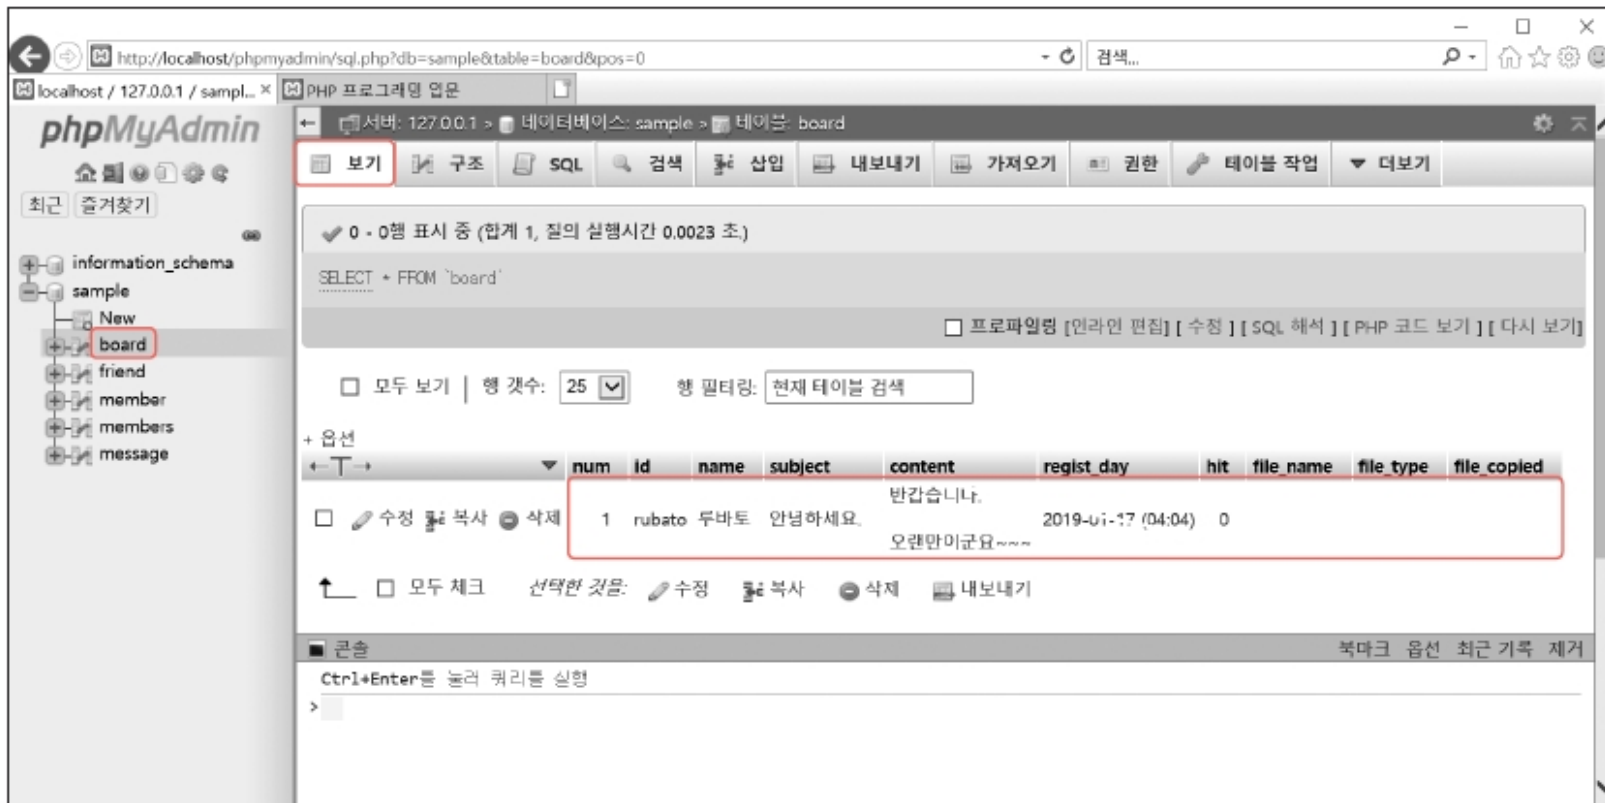 http://localhost/phpmyadmin/sql.php?db=sample&table=board&pos=0
검색...
localhost / 127.0.0.1 / sampl...
PHP 프로그래밍 입문
phpMyAdmin
최근 즐겨찾기
information_schema
sample
New
board
friend
member
members
message
서버: 127.0.0.1 » 데이터베이스: sample » 테이블: board
보기 구조 SQL 검색 삽입 내보내기 가져오기 권한 테이블 작업 더보기
0 - 0행 표시 중 (합계 1, 질의 실행시간 0.0023 초.)
SELECT * FROM `board`
프로파일링 [인라인 편집] [ 수정 ] [ SQL 해석 ] [ PHP 코드 보기 ] [ 다시 보기]
모두 보기 | 행 갯수: 25 행 필터링: 현재 테이블 검색
+ 옵션
←T→ num id name subject content regist_day hit file_name file_type file_copied
수정 복사 삭제 1 rubato 루바토 안녕하세요. 반갑습니다.
오랜만이군요~~~ (04:04) 0
모두 체크 선택한 것을: 수정 복사 삭제 내보내기
콘솔 북마크 옵션 최근 기록 제거
Ctrl+Enter를 눌러 쿼리를 실행
>